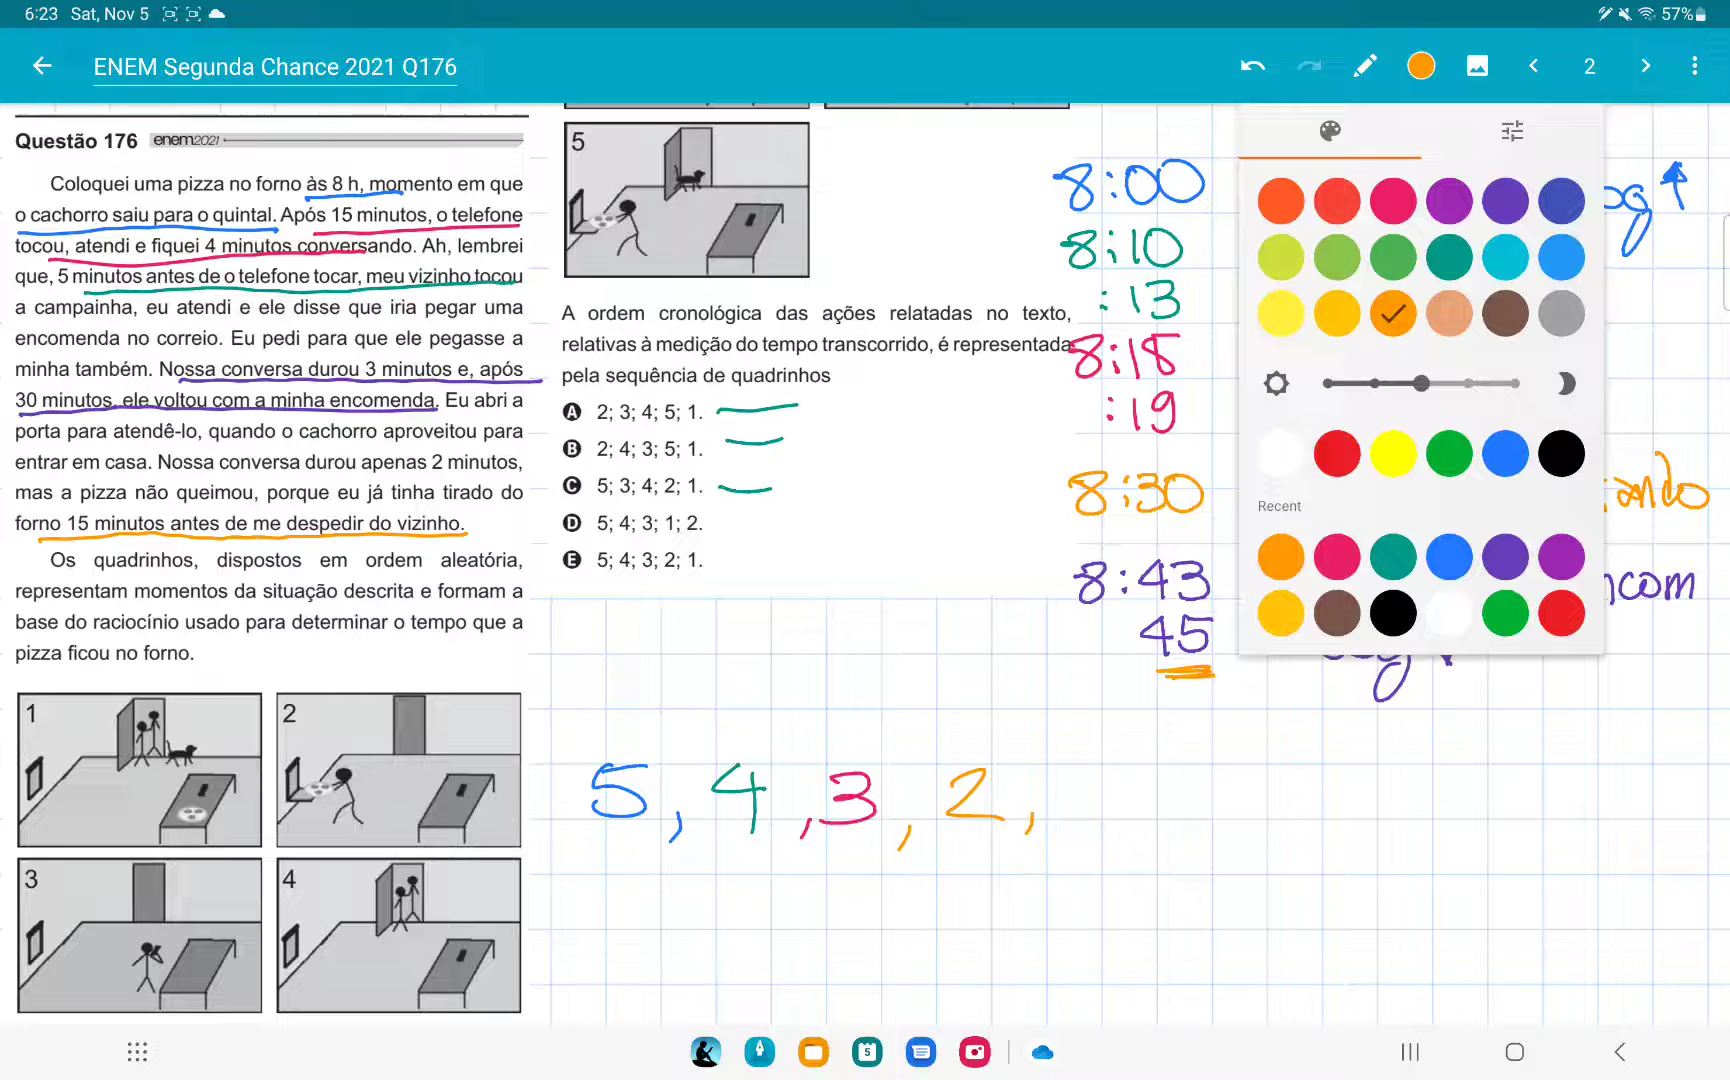 6:23 Sat, Nov 5
57%
ENEM Segunda Chance 2021 Q176
2
Questão 176 enem2021
Coloquei uma pizza no forno às 8 h, momento em que
o cachorro saiu para o quintal. Após 15 minutos, o telefone
tocou, atendi e fiquei 4 minutos conversando. Ah, lembrei
que, 5 minutos antes de o telefone tocar, meu vizinho tocou
a campainha, eu atendi e ele disse que iria pegar uma
encomenda no correio. Eu pedi para que ele pegasse a
minha também. Nossa conversa durou 3 minutos e, após
30 minutos, ele voltou com a minha encomenda. Eu abri a
porta para atendê-lo, quando o cachorro aproveitou para
entrar em casa. Nossa conversa durou apenas 2 minutos,
mas a pizza não queimou, porque eu já tinha tirado do
forno 15 minutos antes de me despedir do vizinho.
Os quadrinhos, dispostos em ordem aleatória,
representam momentos da situação descrita e formam a
base do raciocínio usado para determinar o tempo que a
pizza ficou no forno.
1
2
3
4
5
A ordem cronológica das ações relatadas no texto,
relativas à medição do tempo transcorrido, é representada
pela sequência de quadrinhos
A 2; 3; 4; 5; 1.
B 2; 4; 3; 5; 1.
C 5; 3; 4; 2; 1.
D 5; 4; 3; 1; 2.
E 5; 4; 3; 2; 1.
5, 4, 3, 2,
8:00
8:10
:13
8:18
:19
8:30
8:43
45
Recent
5